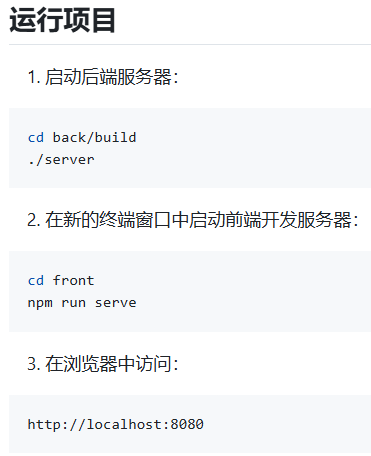 运行项目
1. 启动后端服务器：
cd back/build
./server
2. 在新的终端窗口中启动前端开发服务器：
cd front
npm run serve
3. 在浏览器中访问：
http://localhost:8080